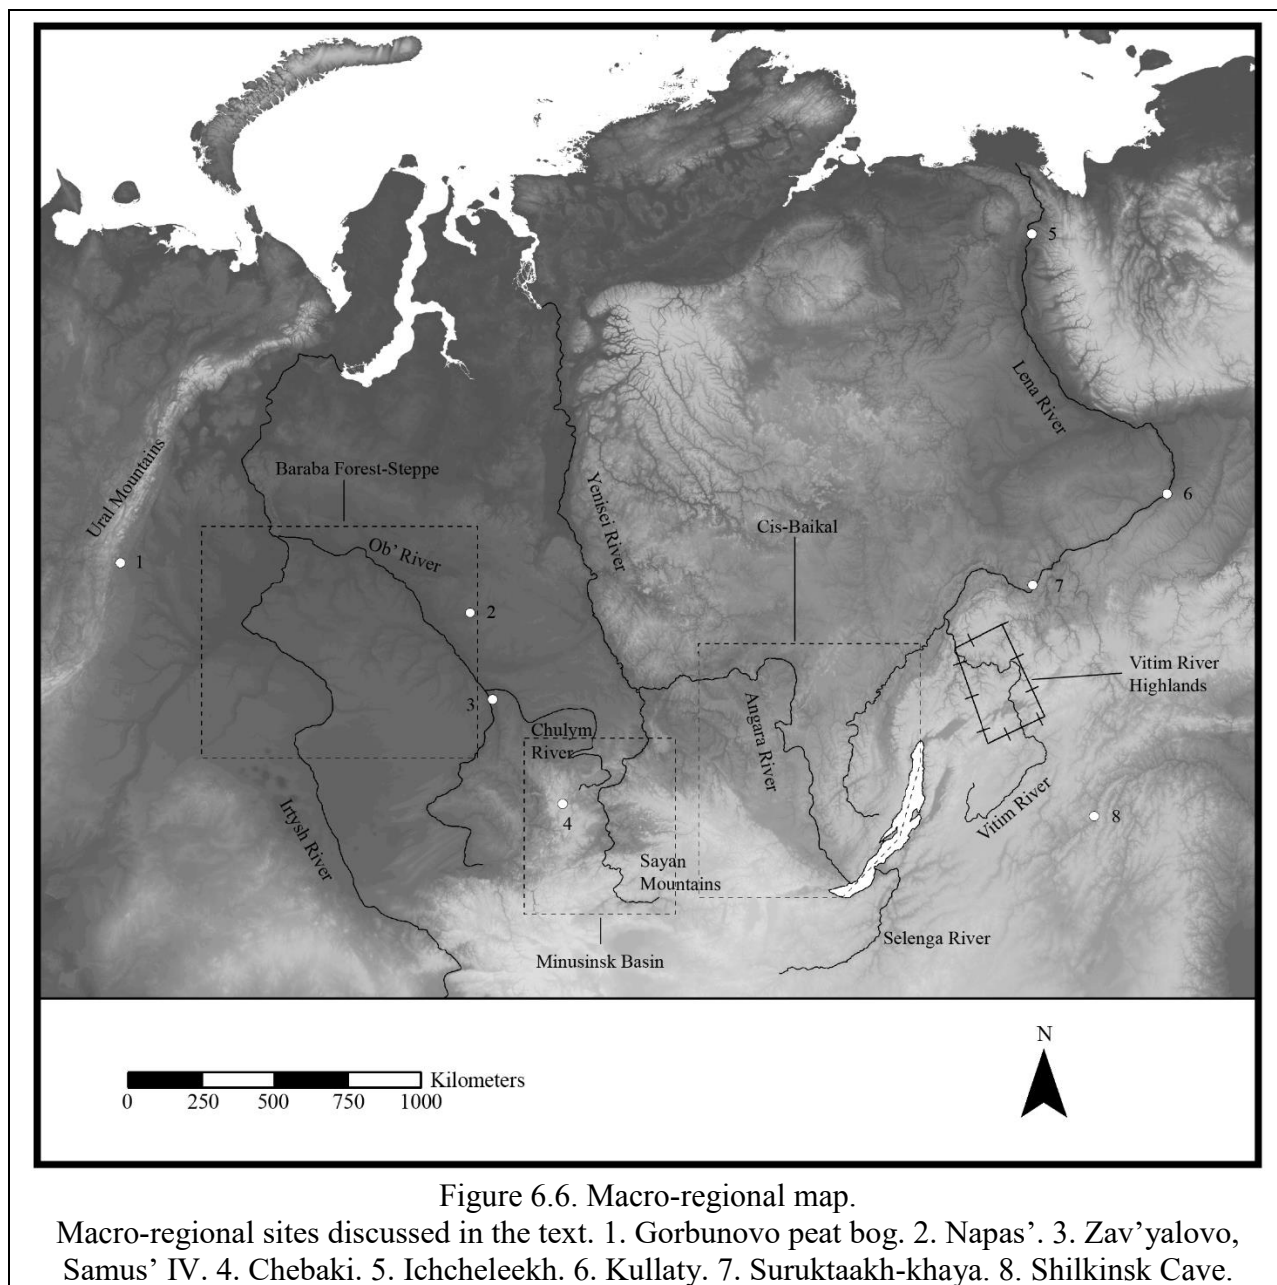 5
Lena River
Ural Mountains
Baraba Forest-Steppe
Yenisei River
6
Cis-Baikal
Ob’ River
1
7
2
Vitim River
Highlands
3
Angara River
Chulym
River
4
Irtysh River
Vitim River
8
Sayan
Mountains
Selenga River
Minusinsk Basin
N
Kilometers
0 250 500 750 1000
Figure 6.6. Macro-regional map.
Macro-regional sites discussed in the text. 1. Gorbunovo peat bog. 2. Napas’. 3. Zav’yalovo,
Samus’ IV. 4. Chebaki. 5. Ichcheleekh. 6. Kullaty. 7. Suruktaakh-khaya. 8. Shilkinsk Cave.